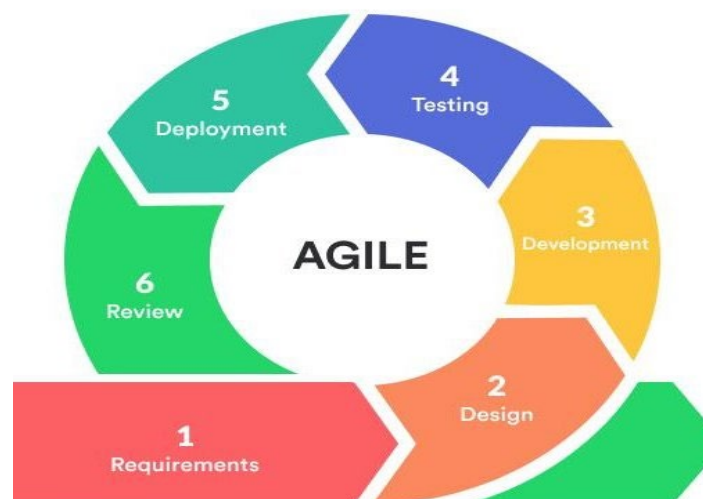 4
Testing
5
Deployment
3
Development
AGILE
6
Review
2
Design
1
Requirements